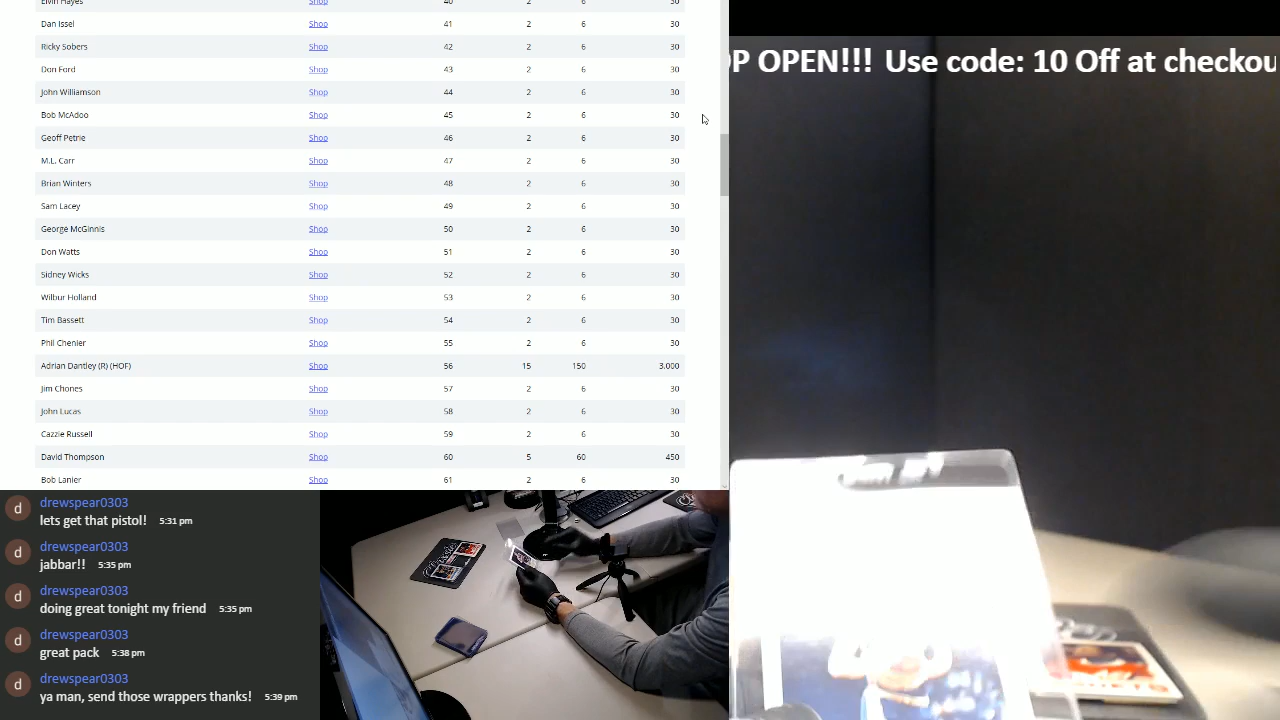 Elvin Hayes Shop 40 2 6 30
Dan Issel Shop 41 2 6 30
Ricky Sobers Shop 42 2 6 30
Don Ford Shop 43 2 6 30
John Williamson Shop 44 2 6 30
Bob McAdoo Shop 45 2 6 30
Geoff Petrie Shop 46 2 6 30
M.L. Carr Shop 47 2 6 30
Brian Winters Shop 48 2 6 30
Sam Lacey Shop 49 2 6 30
George McGinnis Shop 50 2 6 30
Don Watts Shop 51 2 6 30
Sidney Wicks Shop 52 2 6 30
Wilbur Holland Shop 53 2 6 30
Tim Bassett Shop 54 2 6 30
Phil Chenier Shop 55 2 6 30
Adrian Dantley (R) (HOF) Shop 56 15 150 3.000
Jim Chones Shop 57 2 6 30
John Lucas Shop 58 2 6 30
Cazzie Russell Shop 59 2 6 30
David Thompson Shop 60 5 60 450
Bob Lanier Shop 61 2 6 30
OP OPEN!!! Use code: 10 Off at checkou
d drewspear0303
lets get that pistol! 5:31 pm
d drewspear0303
jabbar!! 5:35 pm
d drewspear0303
doing great tonight my friend 5:35 pm
d drewspear0303
great pack 5:38 pm
d drewspear0303
ya man, send those wrappers thanks! 5:39 pm